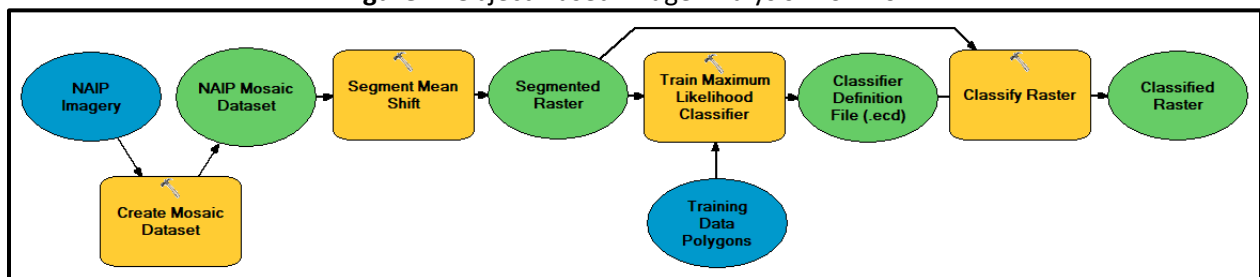 NAIP
Imagery
Create Mosaic
Dataset
NAIP Mosaic
Dataset
Segment Mean
Shift
Segmented
Raster
Train Maximum
Likelihood
Classifier
Training
Data
Polygons
Classifier
Definition
File (.ecd)
Classify Raster
Classified
Raster